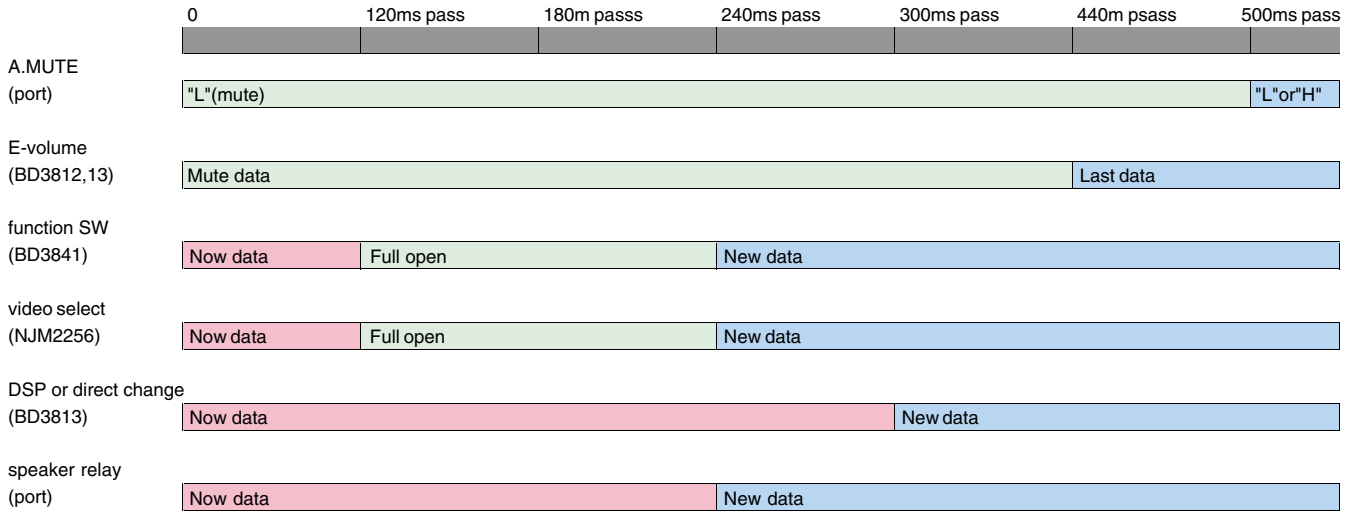 0 120ms pass 180m passs 240ms pass 300ms pass 440m psass 500ms pass
A.MUTE
(port) "L"(mute) "L"or"H"
E-volume
(BD3812,13) Mute data Last data
function SW
(BD3841) Now data Full open New data
video select
(NJM2256) Now data Full open New data
DSP or direct change
(BD3813) Now data New data
speaker relay
(port) Now data New data